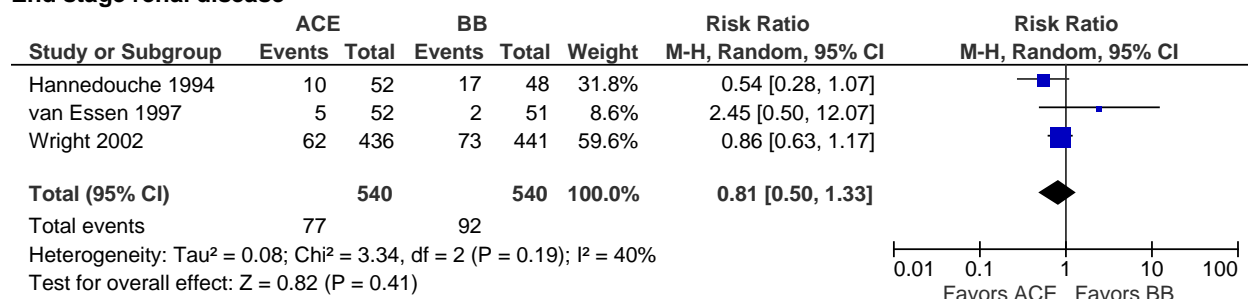 End stage renal disease
ACE BB Risk Ratio Risk Ratio
Study or Subgroup Events Total Events Total Weight M-H, Random, 95% CI M-H, Random, 95% CI
Hannedouche 1994 10 52 17 48 31.8% 0.54 [0.28, 1.07]
van Essen 1997 5 52 2 51 8.6% 2.45 [0.50, 12.07]
Wright 2002 62 436 73 441 59.6% 0.86 [0.63, 1.17]
Total (95% CI) 540 540 100.0% 0.81 [0.50, 1.33]
Total events 77 92
Heterogeneity: Tau² = 0.08; Chi² = 3.34, df = 2 (P = 0.19); I² = 40%
Test for overall effect: Z = 0.82 (P = 0.41)
0.01 0.1 1 10 100
Favors ACE Favors BB